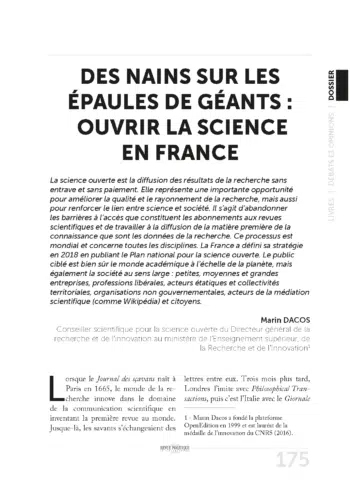 DES NAINS SUR LES
ÉPAULES DE GÉANTS :
OUVRIR LA SCIENCE
EN FRANCE
LIVRES | DÉBATS ET OPINIONS | DOSSIER
La science ouverte est la diffusion des résultats de la recherche sans
entrave et sans paiement. Elle représente une importante opportunité
pour améliorer la qualité et le rayonnement de la recherche, mais aussi
pour renforcer le lien entre science et société. Il s'agit d'abandonner
les barrières à l'accès que constituent les abonnements aux revues
scientifiques et de travailler à la diffusion de la matière première de la
connaissance que sont les données de la recherche. Ce processus est
mondial et concerne toutes les disciplines. La France a défini sa stratégie
en 2018 en publiant le Plan national pour la science ouverte. Le public
ciblé est bien sûr le monde académique à l'échelle de la planète, mais
également la société au sens large : petites, moyennes et grandes
entreprises, professions libérales, acteurs étatiques et collectivités
territoriales, organisations non gouvernementales, acteurs de la médiation
scientifique (comme Wikipédia) et citoyens.
Marin DACOS
Conseiller scientifique pour la science ouverte du Directeur général de la
recherche et de l'innovation au ministère de l'Enseignement supérieur, de
la Recherche et de l'Innovation¹
Lorsque le Journal des sçavans naît à
Paris en 1665, le monde de la re-
cherche innove dans le domaine
de la communication scientifique en
inventant la première revue au monde.
Jusque-là, les savants s'échangeaient des
lettres entre eux. Trois mois plus tard,
Londres l'imite avec Philosophical Tran-
sactions, puis c'est l'Italie avec le Giornale
1 - Marin Dacos a fondé la plateforme
OpenEdition en 1999 et est lauréat de la
médaille de l'innovation du CNRS (2016).
175